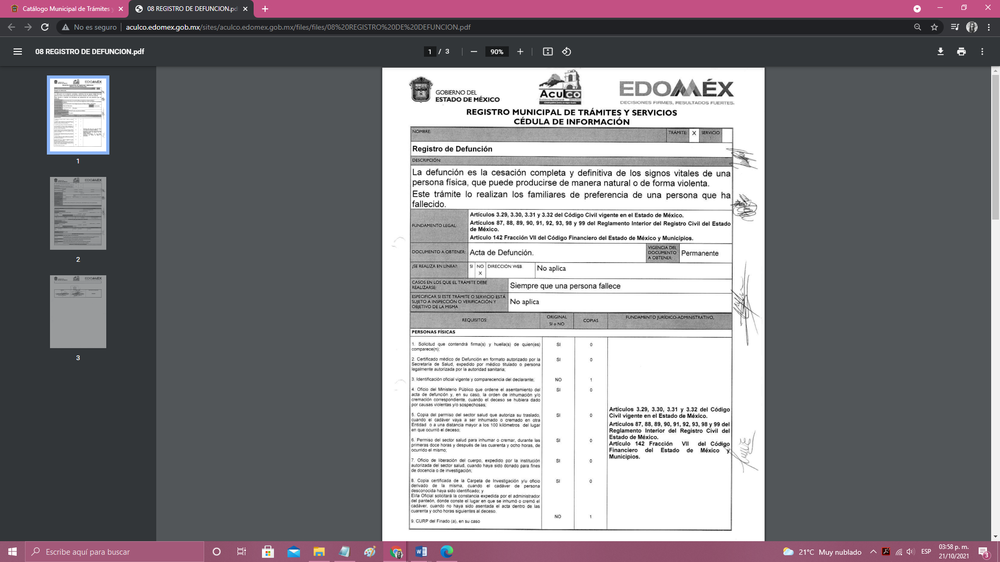 Catálogo Municipal de Trámites y
08 REGISTRO DE DEFUNCION.pdf
No es seguro
aculco.edomex.gob.mx/sites/aculco.edomex.gob.mx/files/files/08%20REGISTRO%20DE%20DEFUNCION.pdf
08 REGISTRO DE DEFUNCION.pdf
1 / 3
90%
1
2
3
GOBIERNO DEL
ESTADO DE MÉXICO
Aculco
EDOMÉX
DECISIONES FIRMES, RESULTADOS FUERTES.
REGISTRO MUNICIPAL DE TRÁMITES Y SERVICIOS
CÉDULA DE INFORMACIÓN
NOMBRE:
TRÁMITE: X SERVICIO :
Registro de Defunción
DESCRIPCIÓN:
La defunción es la cesación completa y definitiva de los signos vitales de una
persona física, que puede producirse de manera natural o de forma violenta.
Este trámite lo realizan los familiares de preferencia de una persona que ha
fallecido.
FUNDAMENTO LEGAL:
Artículos 3.29, 3.30, 3.31 y 3.32 del Código Civil vigente en el Estado de México.
Artículos 87, 88, 89, 90, 91, 92, 93, 98 y 99 del Reglamento Interior del Registro Civil del Estado
de México.
Artículo 142 Fracción VII del Código Financiero del Estado de México y Municipios.
DOCUMENTO A OBTENER:
Acta de Defunción.
VIGENCIA DEL
DOCUMENTO
A OBTENER:
Permanente
¿SE REALIZA EN LÍNEA?:
SI
NO
X
DIRECCIÓN WEB
No aplica
CASOS EN LOS QUE EL TRÁMITE DEBE
REALIZARSE:
Siempre que una persona fallece
ESPECIFICAR SI ESTE TRÁMITE O SERVICIO ESTÁ
SUJETO A INSPECCIÓN O VERIFICACIÓN Y
OBJETIVO DE LA MISMA
No aplica
REQUISITOS:
ORIGINAL
SI o NO
COPIAS
FUNDAMENTO JURÍDICO-ADMINISTRATIVO,
PERSONAS FÍSICAS
1. Solicitud que contendrá firma(s) y huella(s) de quien(es) SI 0
comparece(n);
2. Certificado médico de Defunción en formato autorizado por la SI 0
Secretaría de Salud, expedido por médico titulado o persona
legalmente autorizada por la autoridad sanitaria;
3. Identificación oficial vigente y comparecencia del declarante; NO 1
4. Oficio del Ministerio Público que ordene el asentamiento del SI 0
acta de defunción y, en su caso, la orden de inhumación y/o
cremación correspondiente, cuando el deceso se hubiera dado
por causas violentas y/o sospechosas;
5. Copia del permiso del sector salud que autoriza su traslado, SI 0
cuando el cadáver vaya a ser inhumado o cremado en otra
Entidad o a una distancia mayor a los 100 kilómetros del lugar
en que ocurrió el deceso;
6. Permiso del sector salud para inhumar o cremar, durante las SI 0
primeras doce horas y después de las cuarenta y ocho horas, de
ocurrido el mismo;
7. Oficio de liberación del cuerpo, expedido por la institución SI 0
autorizada del sector salud, cuando haya sido donado para fines
de docencia o de investigación;
8. Copia certificada de la Carpeta de Investigación y/u oficio SI 0
derivado de la misma, cuando el cadáver de persona
desconocida haya sido identificado; y
El/la Oficial solicitará la constancia expedida por el administrador
del panteón, donde conste el lugar en que se inhumó o cremó el
cadáver, cuando no haya sido asentada el acta dentro de las
cuarenta y ocho horas siguientes al deceso.
NO 1
9. CURP del Finado (a), en su caso
Artículos 3.29, 3.30, 3.31 y 3.32 del Código
Civil vigente en el Estado de México.
Artículos 87, 88, 89, 90, 91, 92, 93, 98 y 99 del
Reglamento Interior del Registro Civil del
Estado de México.
Artículo 142 Fracción VII del Código
Financiero del Estado de México y
Municipios.
Escribe aquí para buscar
21°C Muy nublado
ESP
03:58 p. m.
21/10/2021
3